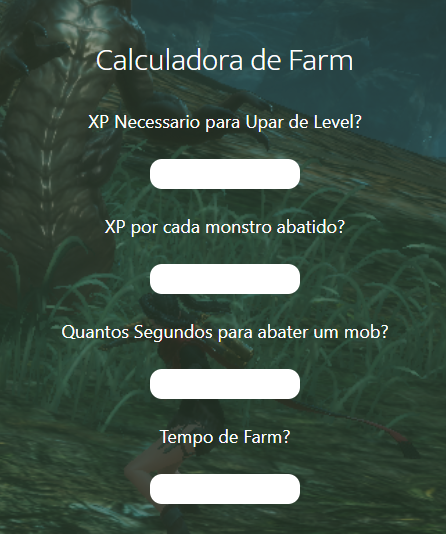 Calculadora de Farm
XP Necessario para Upar de Level?
XP por cada monstro abatido?
Quantos Segundos para abater um mob?
Tempo de Farm?